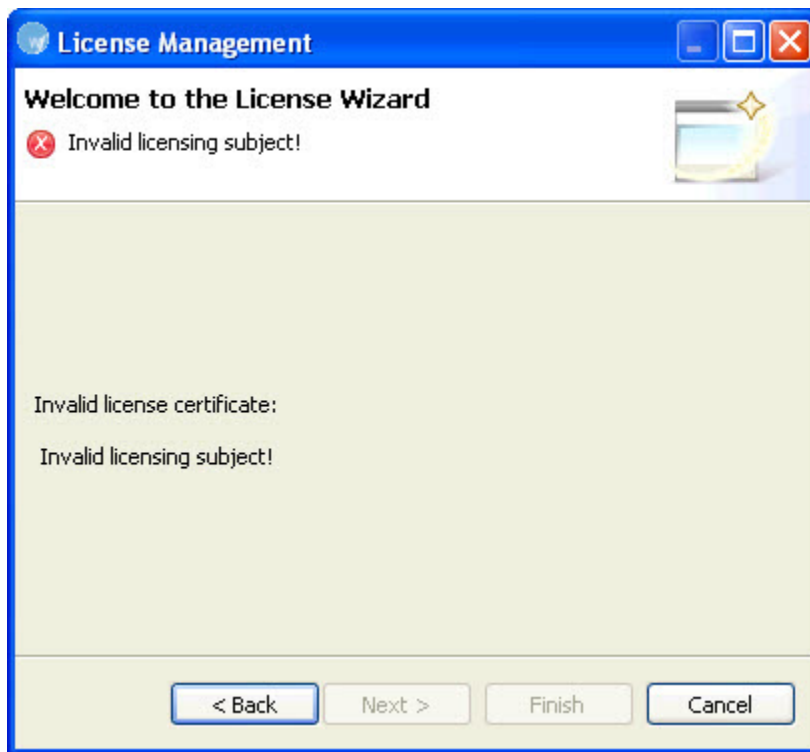 License Management
Welcome to the License Wizard
Invalid licensing subject!
Invalid license certificate:
Invalid licensing subject!
< Back Next > Finish Cancel